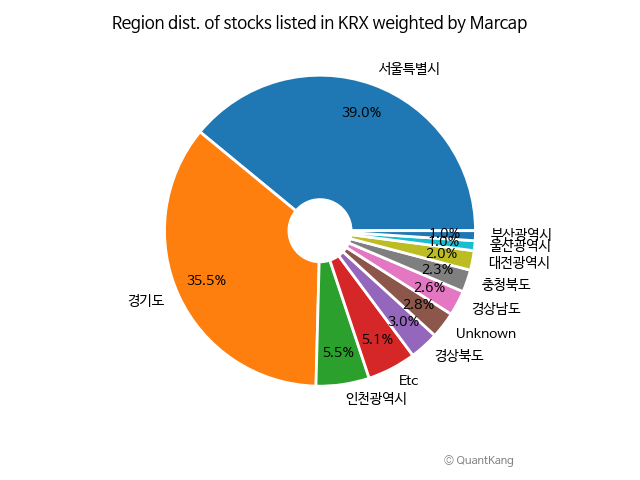 Region dist. of stocks listed in KRX weighted by Marcap
서울특별시
39.0%
경기도
35.5%
인천광역시
5.5%
Etc
5.1%
경상북도
3.0%
Unknown
2.8%
경상남도
2.6%
충청북도
2.3%
대전광역시
2.0%
울산광역시
1.0%
부산광역시
1.0%
© QuantKang